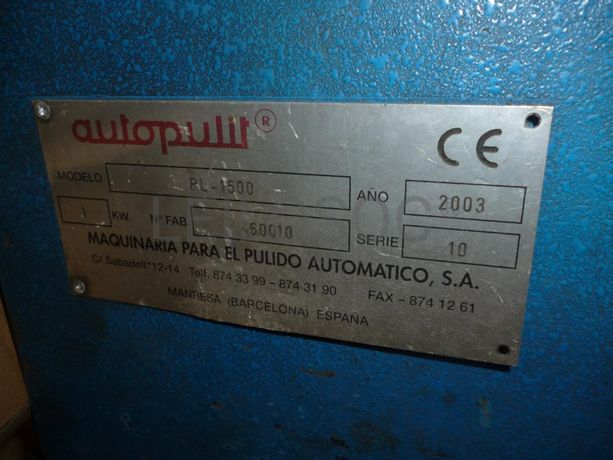 autopulit ® CE
MODELO PL-1500 AÑO 2003
1 KW. Nº FAB. 460010 SERIE 10
MAQUINARIA PARA EL PULIDO AUTOMATICO, S.A.
C/ Sabadell, 12-14 Telf. 874 33 99 - 874 31 90 FAX - 874 12 61
MANRESA (BARCELONA) ESPAÑA